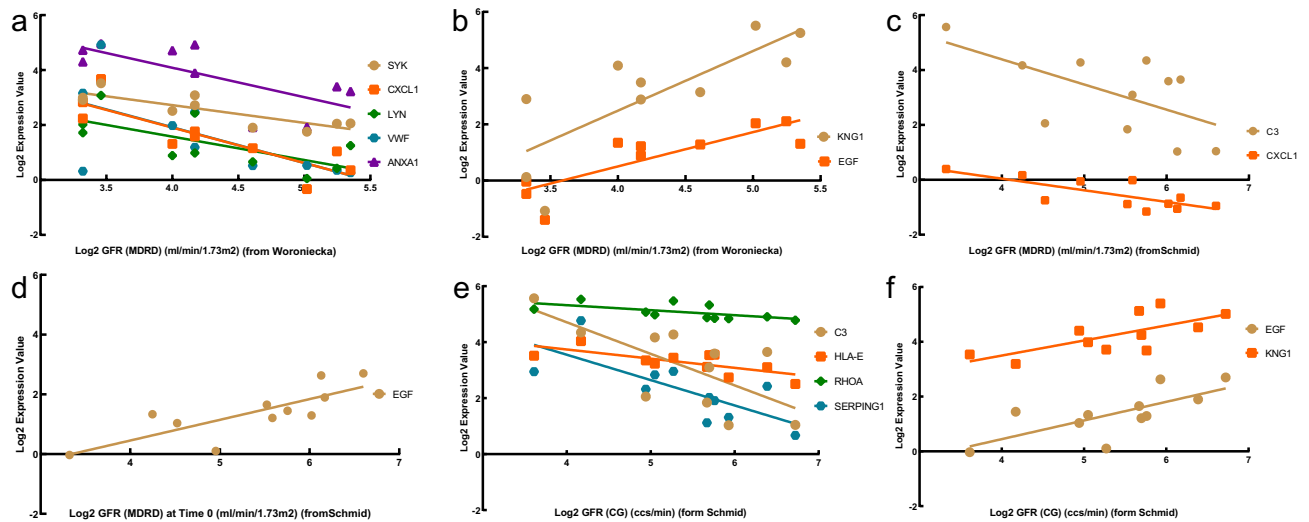 a
Log2 Expression Value
6
4
2
0
-2
3.5
4.0
4.5
5.0
5.5
SYK
CXCL1
LYN
VWF
ANXA1
Log2 GFR (MDRD) (ml/min/1.73m2) (from Woroniecka)
b
Log2 Expression Value
6
4
2
0
-2
3.5
4.0
4.5
5.0
5.5
KNG1
EGF
Log2 GFR (MDRD) (ml/min/1.73m2) (from Woroniecka)
c
Log2 Expression Value
6
4
2
0
-2
4
5
6
7
C3
CXCL1
Log2 GFR (MDRD) (ml/min/1.73m2) (fromSchmid)
d
Log2 Expression Value
6
4
2
0
-2
4
5
6
7
EGF
Log2 GFR (MDRD) at Time 0 (ml/min/1.73m2) (fromSchmid)
e
Log2 Expression Value
6
4
2
0
-2
4
5
6
7
C3
HLA-E
RHOA
SERPING1
Log2 GFR (CG) (ccs/min) (form Schmid)
f
Log2 Expression Value
6
4
2
0
-2
4
5
6
7
EGF
KNG1
Log2 GFR (CG) (ccs/min) (form Schmid)